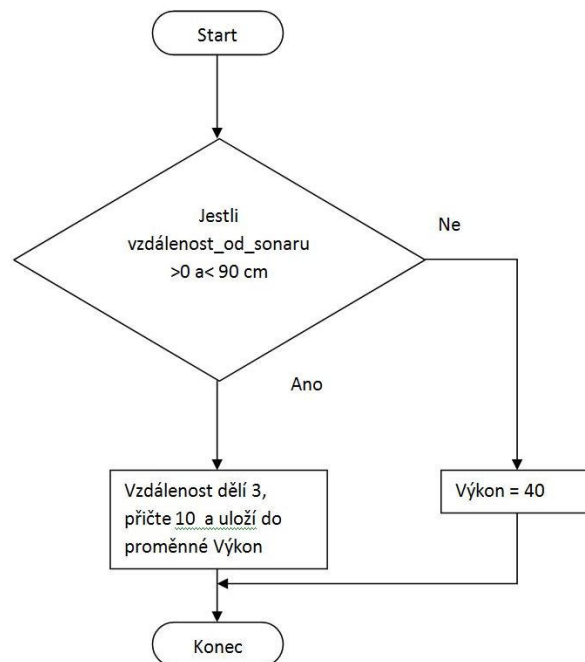 Start
Jestli
vzdálenost_od_sonaru
>0 a< 90 cm
Ne
Ano
Vzdálenost dělí 3,
přičte 10 a uloží do
proměnné Výkon
Výkon = 40
Konec